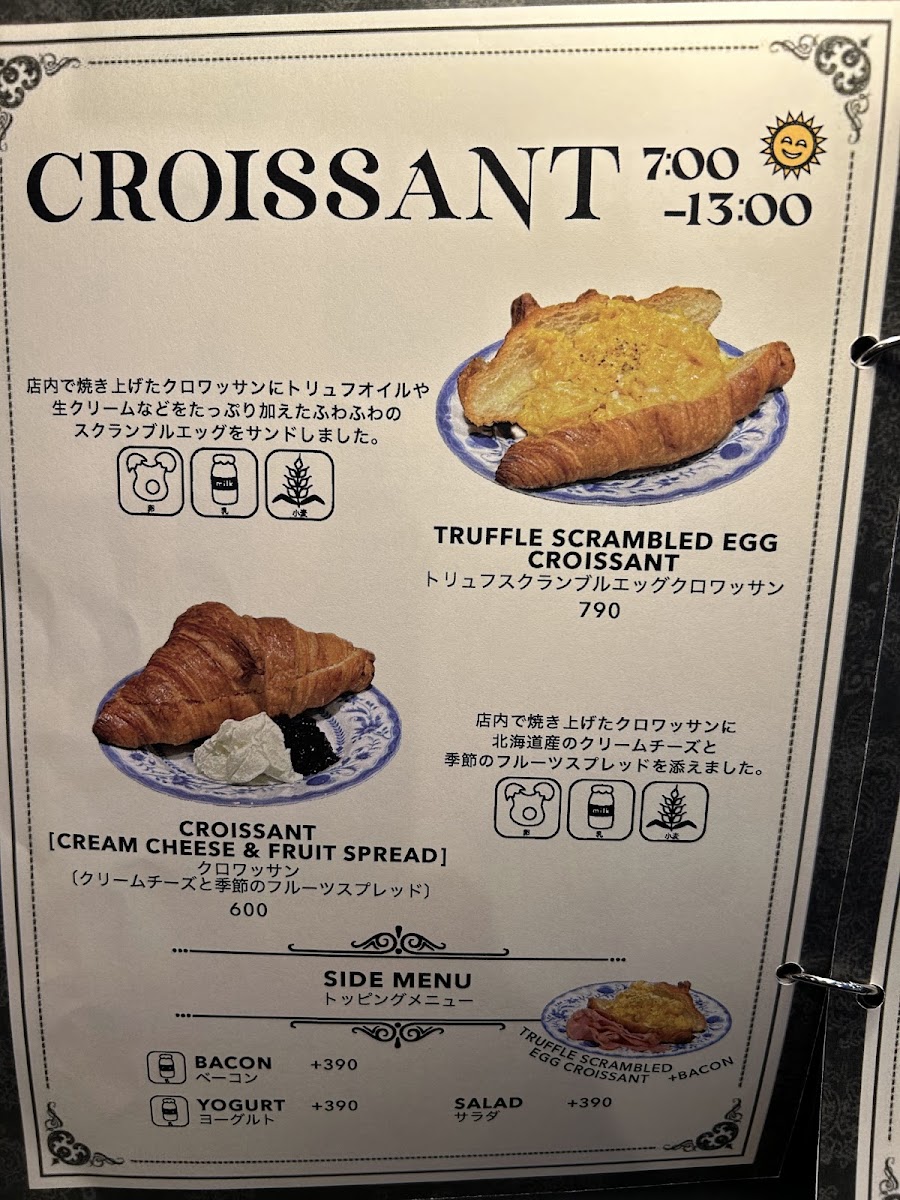 CROISSANT 7:00
–13:00
店内で焼き上げたクロワッサンにトリュフオイルや
生クリームなどをたっぷり加えたふわふわの
スクランブルエッグをサンドしました。
milk
卵 乳 小麦
TRUFFLE SCRAMBLED EGG
CROISSANT
トリュフスクランブルエッグクロワッサン
790
店内で焼き上げたクロワッサンに
北海道産のクリームチーズと
季節のフルーツスプレッドを添えました。
milk
卵 乳 小麦
CROISSANT
[CREAM CHEESE & FRUIT SPREAD]
クロワッサン
〔クリームチーズと季節のフルーツスプレッド〕
600
SIDE MENU
トッピングメニュー
TRUFFLE SCRAMBLED
EGG CROISSANT +BACON
BACON +390
ベーコン
YOGURT +390
ヨーグルト
SALAD +390
サラダ